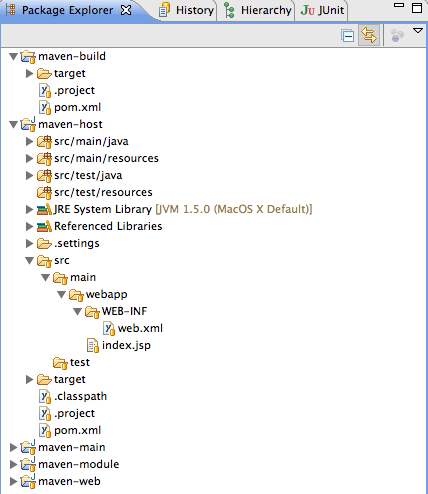 Package Explorer History Hierarchy JUnit
maven-build
target
.project
pom.xml
maven-host
src/main/java
src/main/resources
src/test/java
src/test/resources
JRE System Library [JVM 1.5.0 (MacOS X Default)]
Referenced Libraries
.settings
src
main
webapp
WEB-INF
web.xml
index.jsp
test
target
.classpath
.project
pom.xml
maven-main
maven-module
maven-web